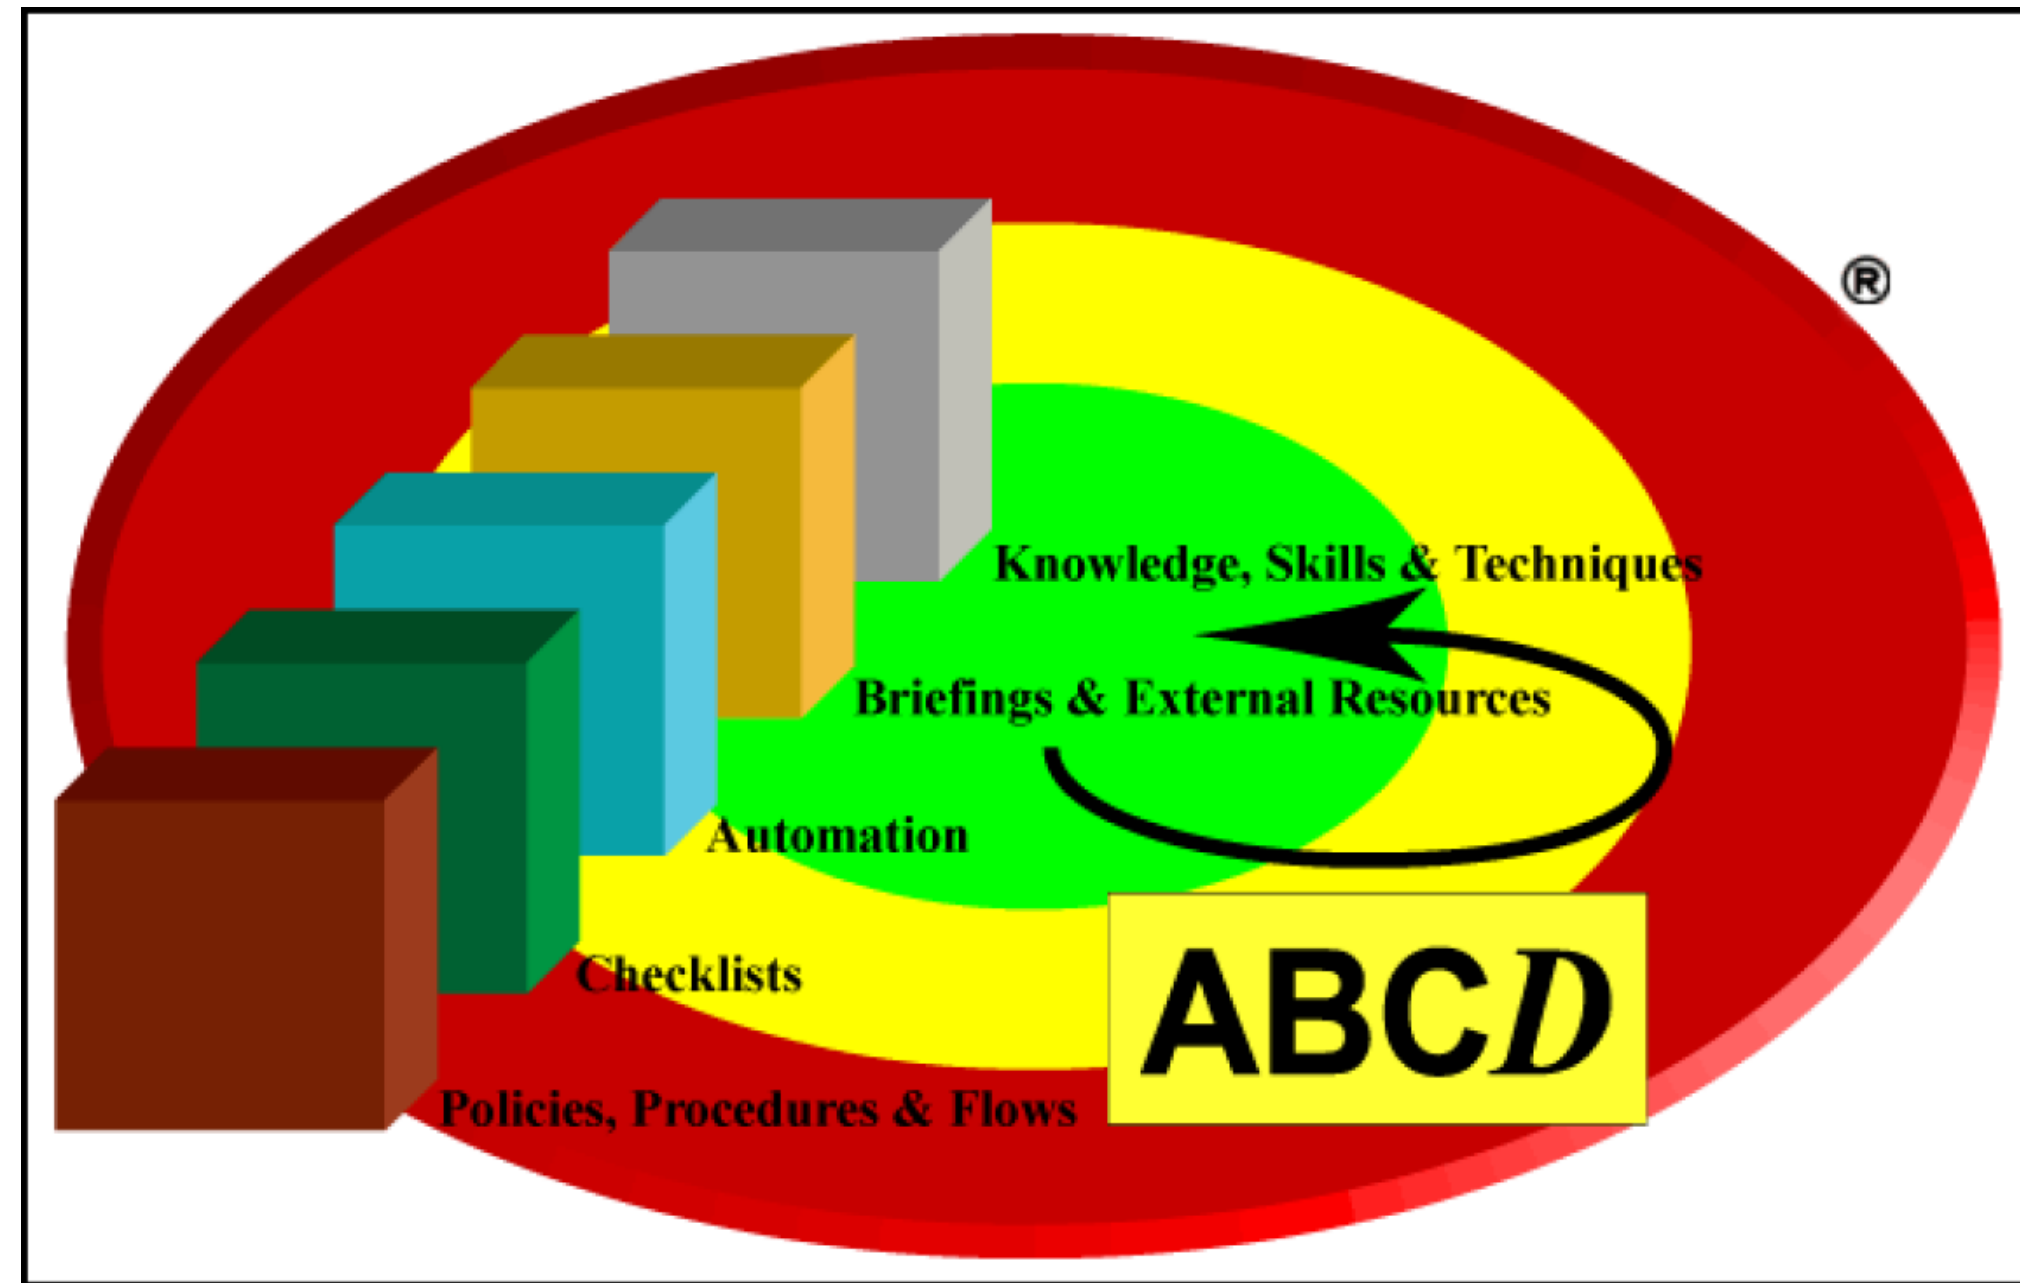 ®
Knowledge, Skills & Techniques
Briefings & External Resources
Automation
Checklists
ABCD
Policies, Procedures & Flows